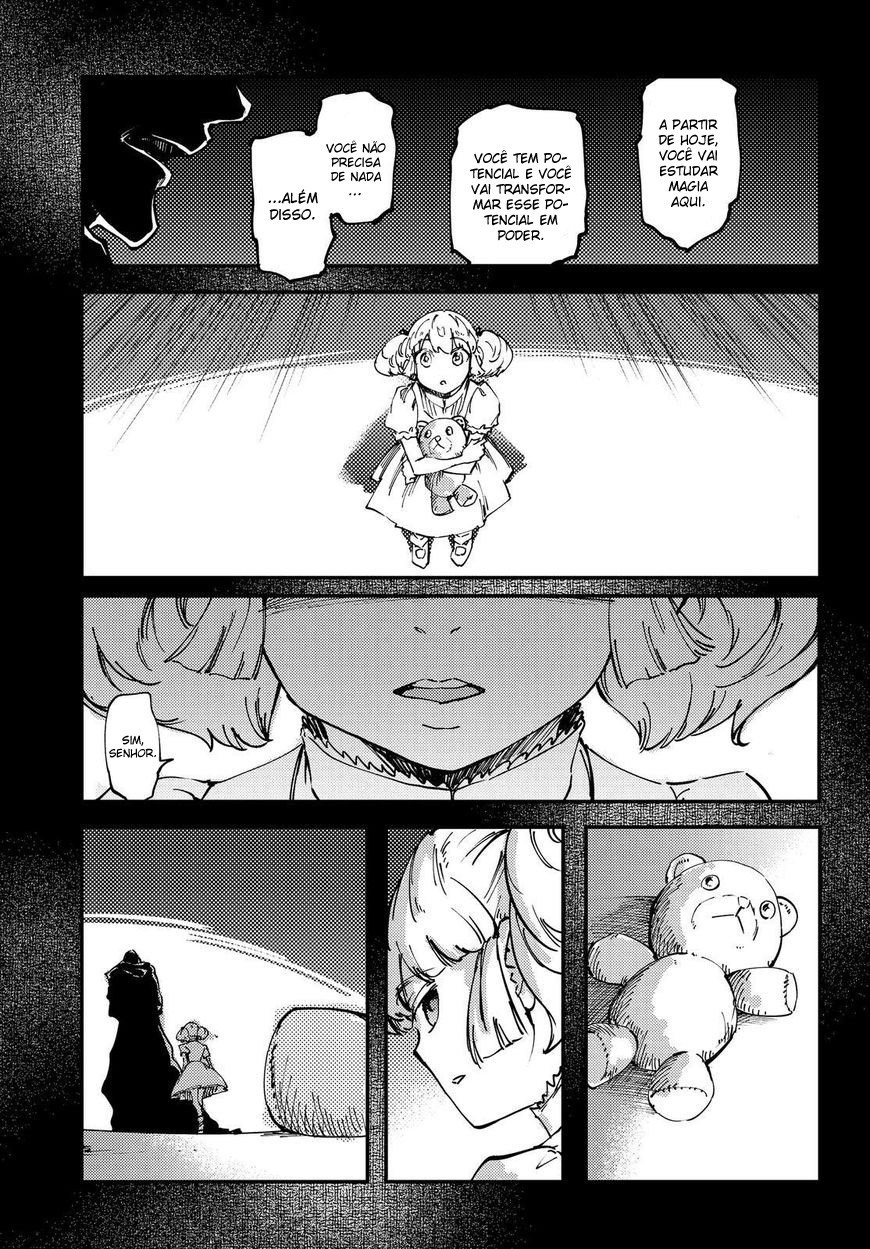 A PARTIR
DE HOJE,
VOCÊ VAI
ESTUDAR
MAGIA
AQUI.
VOCÊ TEM PO-
TENCIAL E VOCÊ
VAI TRANSFOR-
MAR ESSE PO-
TENCIAL EM
PODER.
VOCÊ NÃO
PRECISA
DE NADA
...
...ALÉM
DISSO.
SIM,
SENHOR.